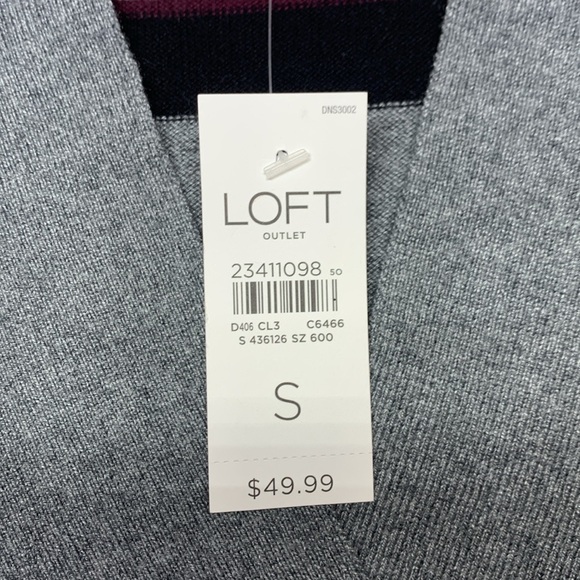 DNS3002
LOFT
OUTLET
23411098 50
D406 CL3 C6466
S 436126 SZ 600
S
$49.99